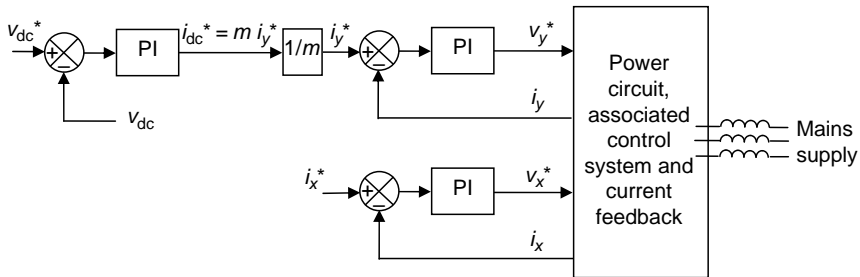 v_dc*
+
−
v_dc
PI
i_dc* = m i_y*
1/m
i_y*
+
−
PI
v_y*
i_y
i_x*
+
−
PI
v_x*
i_x
Power
circuit,
associated
control
system and
current
feedback
Mains
supply